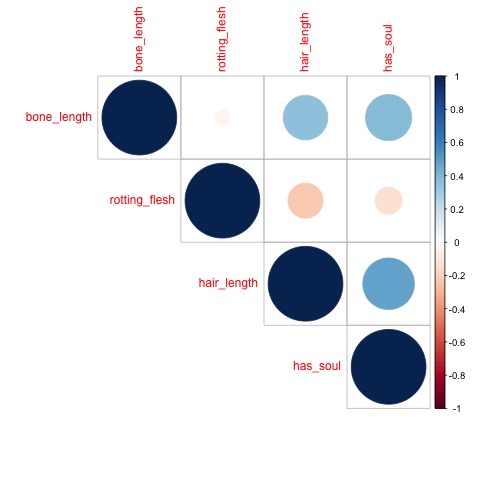 bone_length
rotting_flesh
hair_length
has_soul
bone_length
rotting_flesh
hair_length
has_soul
1
0.8
0.6
0.4
0.2
0
-0.2
-0.4
-0.6
-0.8
-1